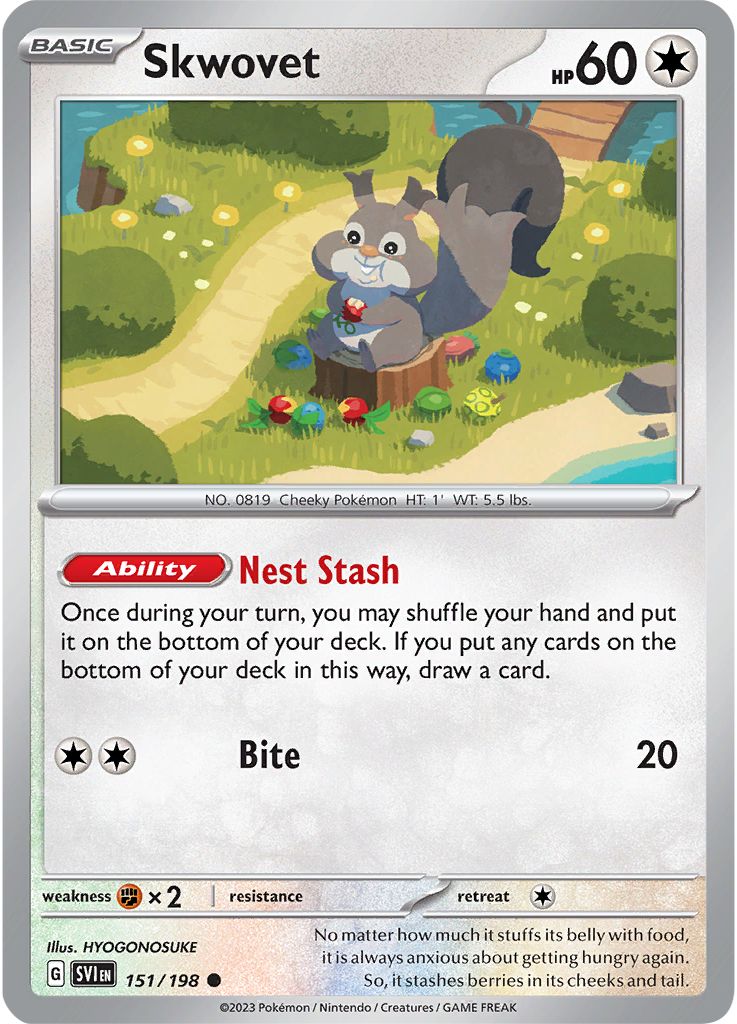 BASIC
Skwovet
HP 60
NO. 0819 Cheeky Pokémon HT: 1' WT: 5.5 lbs.
Ability Nest Stash
Once during your turn, you may shuffle your hand and put
it on the bottom of your deck. If you put any cards on the
bottom of your deck in this way, draw a card.
Bite 20
weakness ×2 resistance retreat
Illus. HYOGONOSUKE
No matter how much it stuffs its belly with food,
it is always anxious about getting hungry again.
So, it stashes berries in its cheeks and tail.
G SVI EN 151/198
©2023 Pokémon / Nintendo / Creatures / GAME FREAK